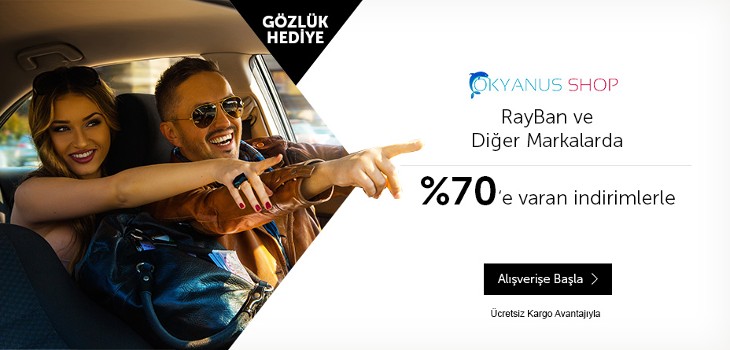 GÖZLÜK
HEDİYE
OKYANUS SHOP
RayBan ve
Diğer Markalarda
%70'e varan indirimlerle
Alışverişe Başla
Ücretsiz Kargo Avantajıyla